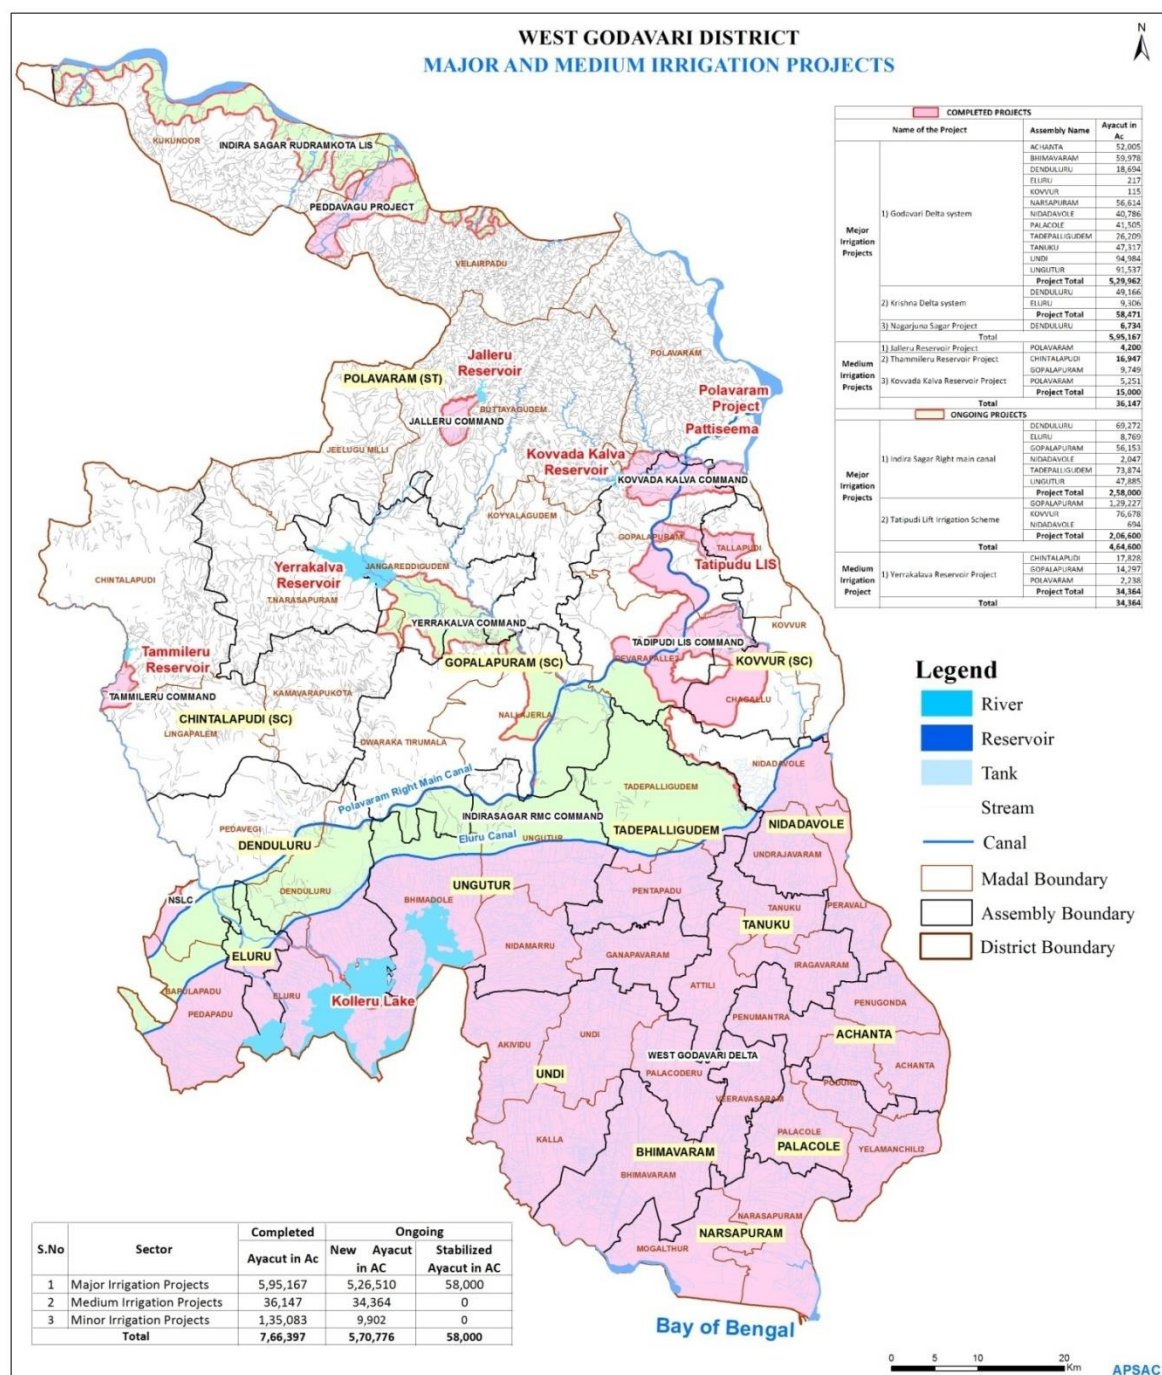 WEST GODAVARI DISTRICT
MAJOR AND MEDIUM IRRIGATION PROJECTS
N
COMPLETED PROJECTS
Name of the Project Assembly Name Ayacut in Ac
Mejor Irrigation Projects
1) Godavari Delta system
ACHANTA 52,005
BHIMAVARAM 59,978
DENDULURU 18,694
ELURU 217
KOVVUR 115
NARSAPURAM 56,614
NIDADAVOLE 40,786
PALACOLE 41,505
TADEPALLIGUDEM 26,209
TANUKU 47,317
UNDI 94,984
UNGUTUR 91,537
Project Total 5,29,962
2) Krishna Delta system
DENDULURU 49,166
ELURU 9,306
Project Total 58,471
3) Nagarjuna Sagar Project DENDULURU 6,734
Total 5,95,167
Medium Irrigation Projects
1) Jalleru Reservoir Project POLAVARAM 4,200
2) Thammileru Reservoir Project CHINTALAPUDI 16,947
3) Kovvada Kalva Reservoir Project
GOPALAPURAM 9,749
POLAVARAM 5,251
Project Total 15,000
Total 36,147
ONGOING PROJECTS
Major Irrigation Projects
1) Indira Sagar Right main canal
DENDULURU 69,272
ELURU 8,769
GOPALAPURAM 56,153
NIDADAVOLE 2,047
TADEPALLIGUDEM 73,874
UNGUTUR 47,885
Project Total 2,58,000
2) Tatipudi Lift Irrigation Scheme
GOPALAPURAM 1,29,227
KOVVUR 76,678
NIDADAVOLE 694
Project Total 2,06,600
Total 4,64,600
Medium Irrigation Project
1) Yerrakalava Reservoir Project
CHINTALAPUDI 17,828
GOPALAPURAM 14,297
POLAVARAM 2,238
Project Total 34,364
Total 34,364
KUKUNOOR
INDIRA SAGAR RUDRAMKOTA LIS
PEDDAVAGU PROJECT
VELAIRPADU
POLAVARAM
Jalleru
Reservoir
POLAVARAM (ST)
BUTTAYAGUDEM
JALLERU COMMAND
Polavaram
Project
Pattiseema
JEELUGU MILLI
Kovvada Kalva
Reservoir
KOVVADA KALVA COMMAND
KOYYALAGUDEM
GOPALAPURAM
TALLAPUDI
Tatipudu LIS
CHINTALAPUDI
Yerrakalva
Reservoir
JANGAREDDIGUDEM
T.NARASAPURAM
YERRAKALVA COMMAND
KOVVUR
TADIPUDI LIS COMMAND
DEVARAPALLE2
GOPALAPURAM (SC)
KOVVUR (SC)
Tammileru
Reservoir
TAMMILERU COMMAND
KAMAVARAPUKOTA
CHAGALLU
NALLAJERLA
CHINTALAPUDI (SC)
LINGAPALEM
DWARAKA TIRUMALA
NIDADAVOLE
Polavaram Right Main Canal
TADEPALLIGUDEM
INDIRASAGAR RMC COMMAND
PEDAVEGI
DENDULURU
Eluru Canal
UNGUTUR
TADEPALLIGUDEM
NIDADAVOLE
UNDRAJAVARAM
DENDULURU
UNGUTUR
NSLC
BHIMADOLE
PENTAPADU
TANUKU
PERAVALI
TANUKU
ELURU
NIDAMARRU
GANAPAVARAM
IRAGAVARAM
BAPULAPADU
PEDAPADU
ELURU
Kolleru Lake
ATTILI
PENUMANTRA
PENUGONDA
ACHANTA
AKIVIDU
UNDI
WEST GODAVARI DELTA
ACHANTA
UNDI
PALACODERU
PODURU
VEERAVASARAM
KALLA
PALACOLE
PALACOLE
YELAMANCHILI2
BHIMAVARAM
BHIMAVARAM
NARASAPURAM
NARSAPURAM
MOGALTHUR
Bay of Bengal
Legend
River
Reservoir
Tank
Stream
Canal
Madal Boundary
Assembly Boundary
District Boundary
S.No Sector Completed Ongoing
Ayacut in Ac New Ayacut in AC Stabilized Ayacut in AC
1 Major Irrigation Projects 5,95,167 5,26,510 58,000
2 Medium Irrigation Projects 36,147 34,364 0
3 Minor Irrigation Projects 1,35,083 9,902 0
Total 7,66,397 5,70,776 58,000
0 5 10 20
Km
APSAC